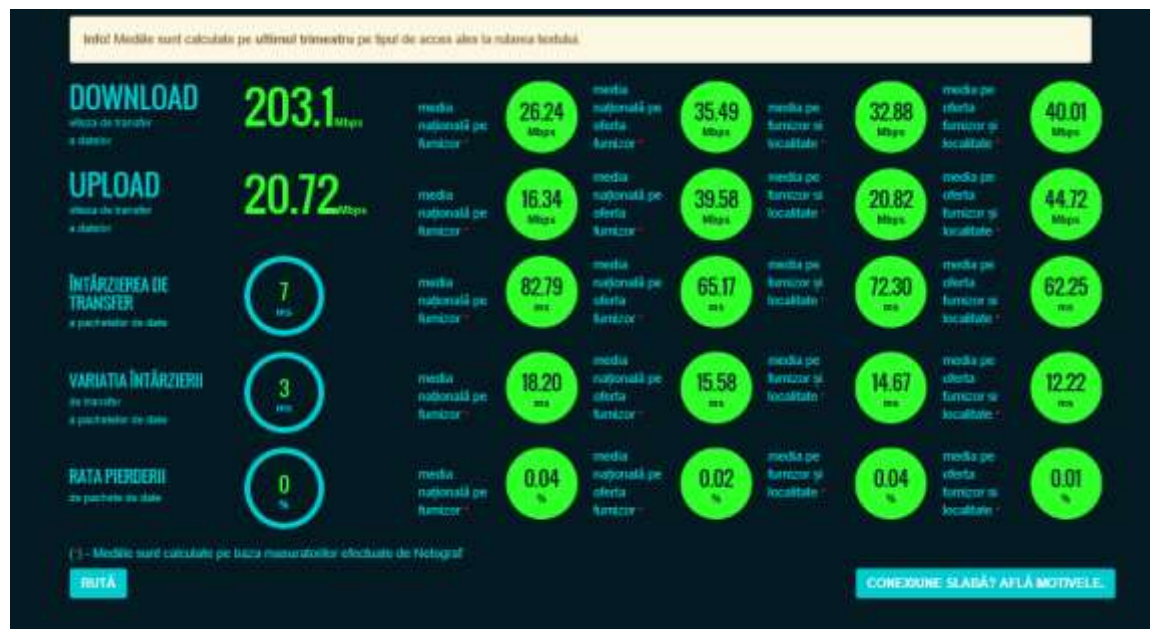 Info! Mediile sunt calculate pe ultimul trimestru pe tipul de acces ales la rularea testului.
DOWNLOAD
viteza de transfer
a datelor
203.1 Mbps
media
națională pe
furnizor *
26.24
Mbps
media
națională pe
oferta
furnizor *
35.49
Mbps
media pe
furnizor și
localitate *
32.88
Mbps
media pe
oferta
furnizor și
localitate *
40.01
Mbps
UPLOAD
viteza de transfer
a datelor
20.72 Mbps
media
națională pe
furnizor *
16.34
Mbps
media
națională pe
oferta
furnizor *
39.58
Mbps
media pe
furnizor și
localitate *
20.82
Mbps
media pe
oferta
furnizor și
localitate *
44.72
Mbps
ÎNTÂRZIEREA DE
TRANSFER
a pachetelor de date
7
ms
media
națională pe
furnizor *
82.79
ms
media
națională pe
oferta
furnizor *
65.17
ms
media pe
furnizor și
localitate *
72.30
ms
media pe
oferta
furnizor și
localitate *
62.25
ms
VARIATIA ÎNTÂRZIERII
de transfer
a pachetelor de date
3
ms
media
națională pe
furnizor *
18.20
ms
media
națională pe
oferta
furnizor *
15.58
ms
media pe
furnizor și
localitate *
14.67
ms
media pe
oferta
furnizor și
localitate *
12.22
ms
RATA PIERDERII
de pachete de date
0
%
media
națională pe
furnizor *
0.04
%
media
națională pe
oferta
furnizor *
0.02
%
media pe
furnizor și
localitate *
0.04
%
media pe
oferta
furnizor și
localitate *
0.01
%
(*) - Mediile sunt calculate pe baza masuratorilor efectuate de Netograf
RUTĂ
CONEXIUNE SLABĂ? AFLĂ MOTIVELE.